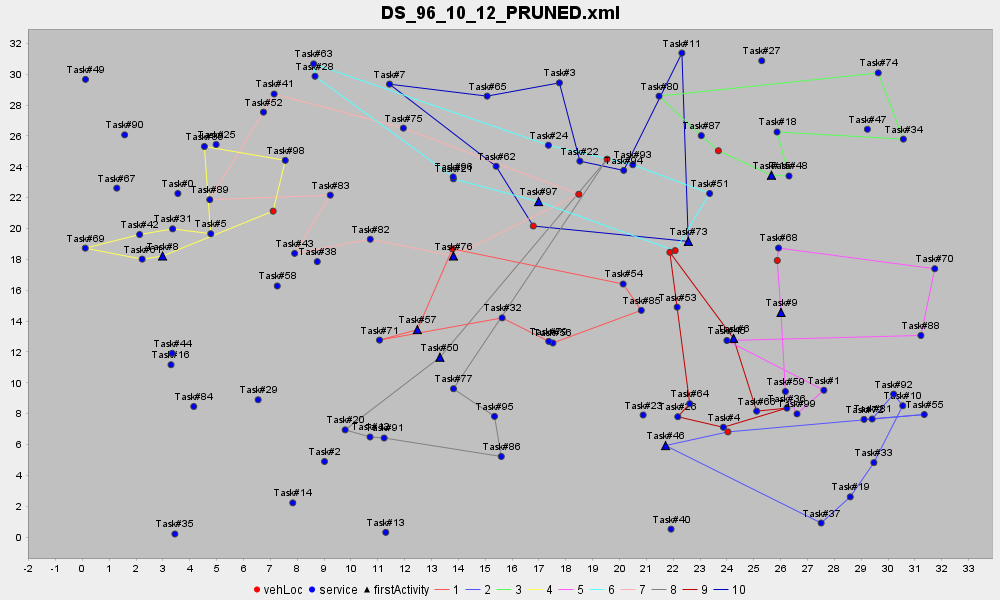 DS_96_10_12_PRUNED.xml
32
30
28
26
24
22
20
18
16
14
12
10
8
6
4
2
0
Task#63
Task#11
Task#27
Task#28
Task#49
Task#7
Task#3
Task#74
Task#41
Task#65
Task#80
Task#52
Task#90
Task#75
Task#87
Task#18
Task#47
Task#34
Task#25
Task#24
Task#98
Task#22
Task#93
Task#62
Task#94
Task#48
Task#67
Task#0
Task#89
Task#83
Task#21
Task#97
Task#51
Task#42
Task#31
Task#5
Task#82
Task#73
Task#69
Task#8
Task#43
Task#38
Task#76
Task#68
Task#70
Task#58
Task#54
Task#53
Task#85
Task#9
Task#57
Task#32
Task#71
Task#56
Task#6
Task#88
Task#44
Task#16
Task#50
Task#29
Task#84
Task#77
Task#59
Task#1
Task#92
Task#10
Task#64
Task#26
Task#23
Task#66
Task#36
Task#99
Task#55
Task#81
Task#20
Task#91
Task#95
Task#4
Task#46
Task#86
Task#2
Task#33
Task#14
Task#19
Task#35
Task#13
Task#40
Task#37
-2 -1 0 1 2 3 4 5 6 7 8 9 10 11 12 13 14 15 16 17 18 19 20 21 22 23 24 25 26 27 28 29 30 31 32 33
vehLoc service firstActivity 1 2 3 4 5 6 7 8 9 10